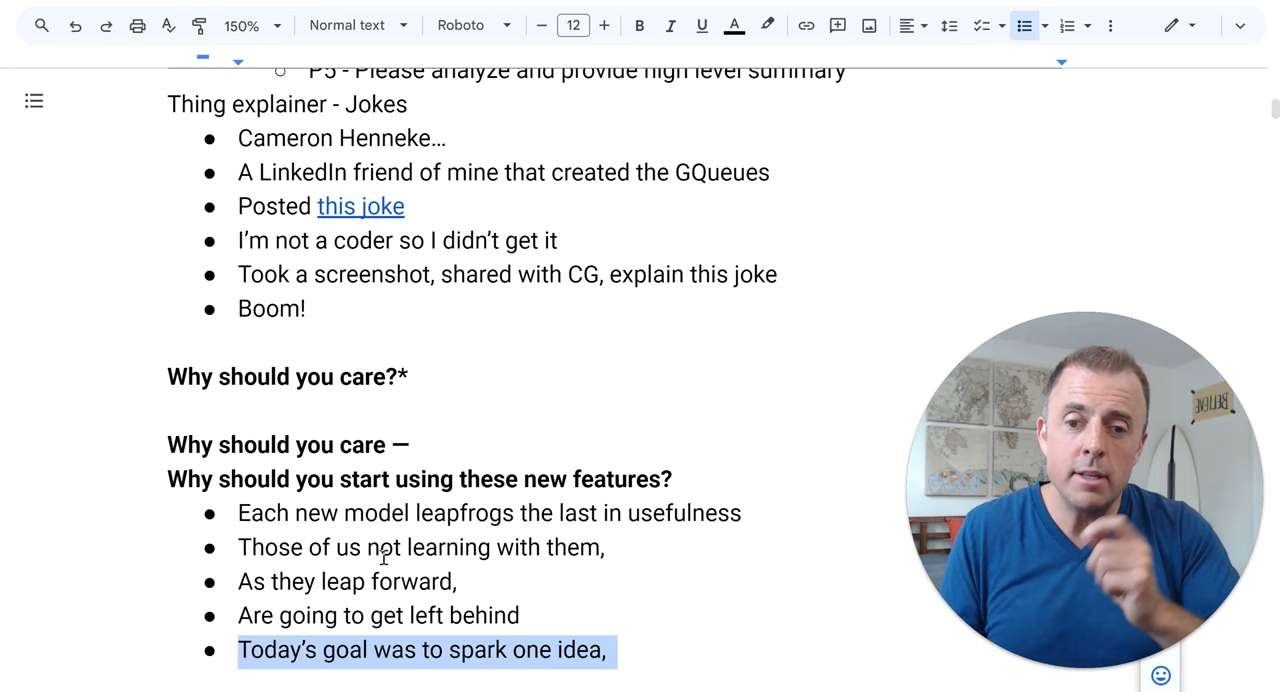 150% Normal text Roboto 12 B I U A
P5 - Please analyze and provide high level summary
Thing explainer - Jokes
Cameron Henneke…
A LinkedIn friend of mine that created the GQueues
Posted this joke
I’m not a coder so I didn’t get it
Took a screenshot, shared with CG, explain this joke
Boom!
Why should you care?*
Why should you care —
Why should you start using these new features?
Each new model leapfrogs the last in usefulness
Those of us not learning with them,
As they leap forward,
Are going to get left behind
Today’s goal was to spark one idea,
BELIEVE